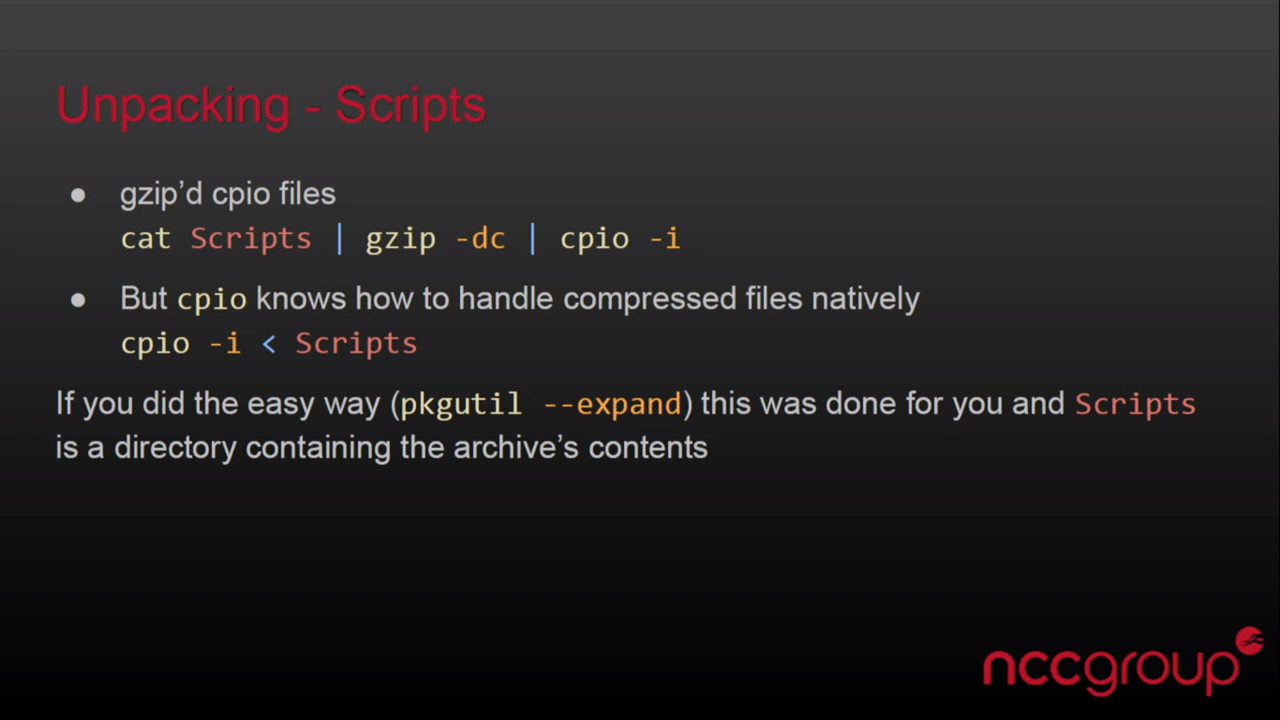 Unpacking - Scripts
● gzip’d cpio files
cat Scripts | gzip -dc | cpio -i
● But cpio knows how to handle compressed files natively
cpio -i < Scripts
If you did the easy way (pkgutil --expand) this was done for you and Scripts
is a directory containing the archive’s contents
nccgroup